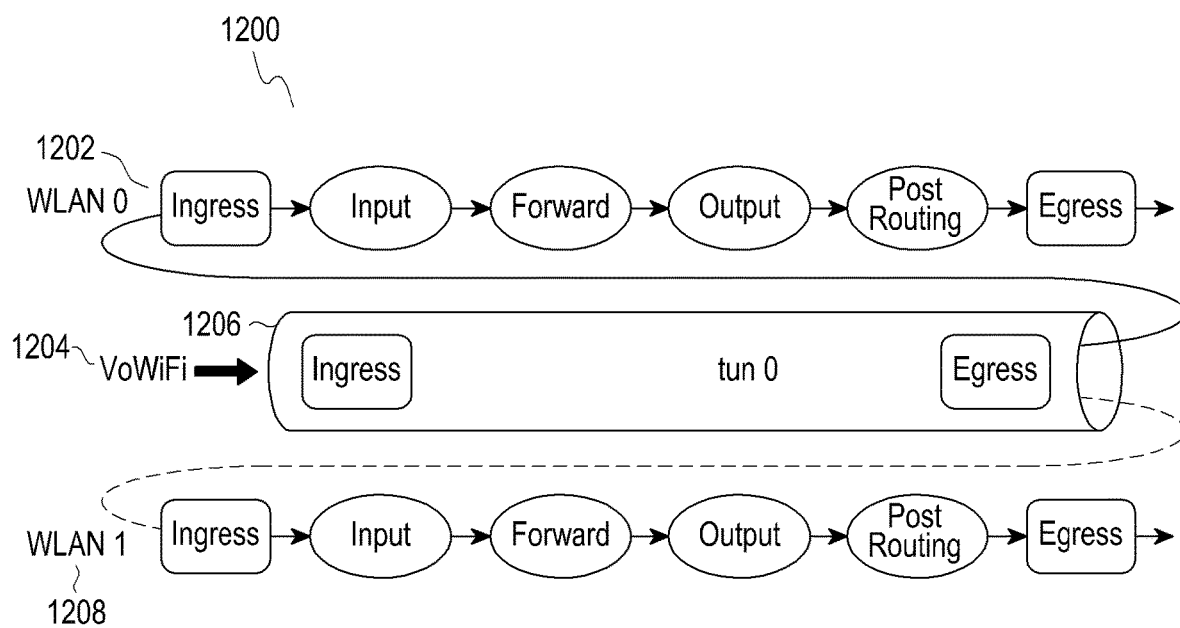 1200
1202
WLAN 0
Ingress
Input
Forward
Output
Post
Routing
Egress
1206
1204
VoWiFi
Ingress
tun 0
Egress
WLAN 1
Ingress
Input
Forward
Output
Post
Routing
Egress
1208